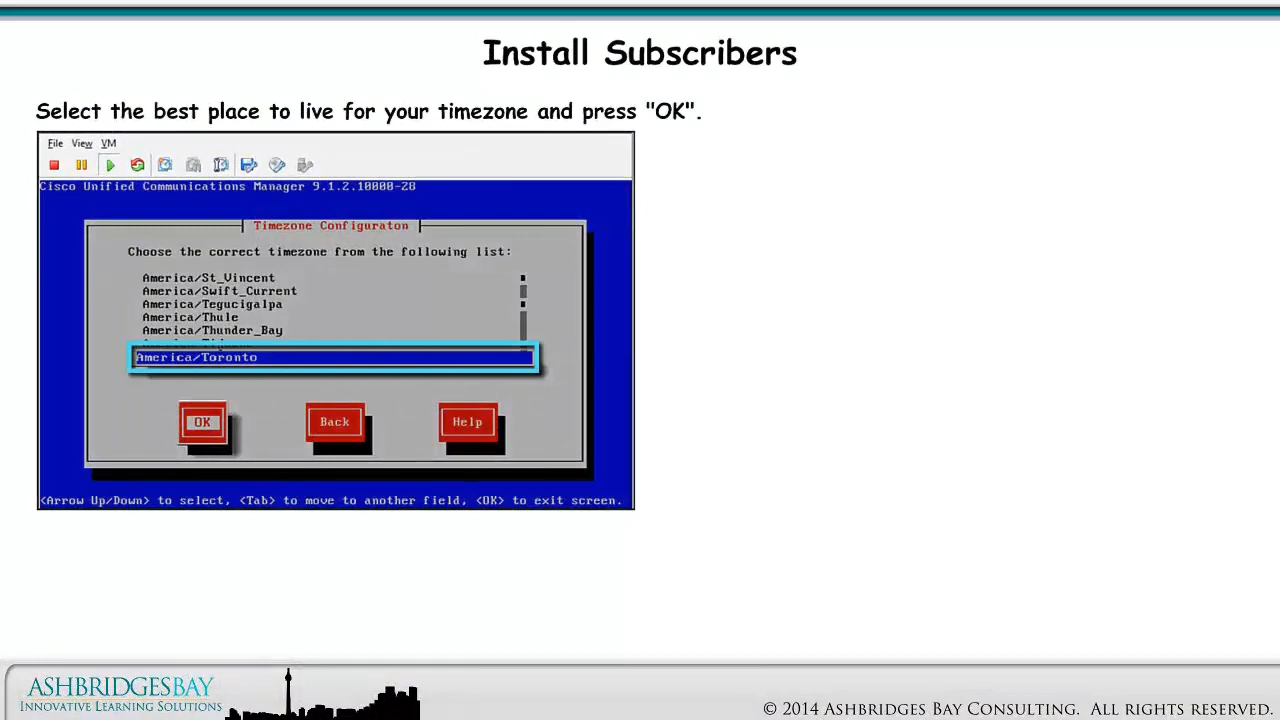 Install Subscribers
Select the best place to live for your timezone and press "OK".
File View VM
Cisco Unified Communications Manager 9.1.2.10000-28
Timezone Configuraton
Choose the correct timezone from the following list:
America/St_Vincent
America/Swift_Current
America/Tegucigalpa
America/Thule
America/Thunder_Bay
America/Toronto
OK Back Help
<Arrow Up/Down> to select, <Tab> to move to another field, <OK> to exit screen.
ASHBRIDGESBAY
INNOVATIVE LEARNING SOLUTIONS
© 2014 ASHBRIDGES BAY CONSULTING. ALL RIGHTS RESERVED.